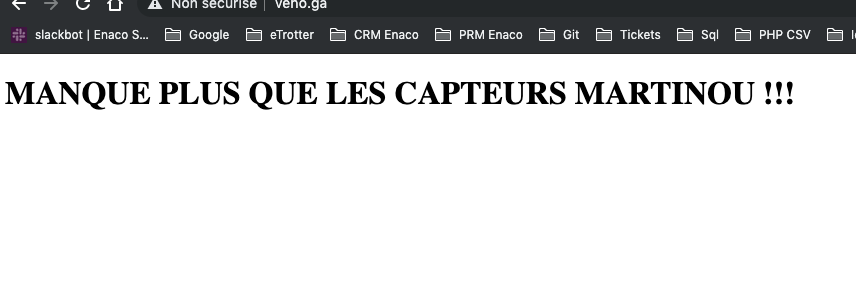 Non sécurisé | veno.ga
slackbot | Enaco S... Google eTrotter CRM Enaco PRM Enaco Git Tickets Sql PHP CSV
MANQUE PLUS QUE LES CAPTEURS MARTINOU !!!